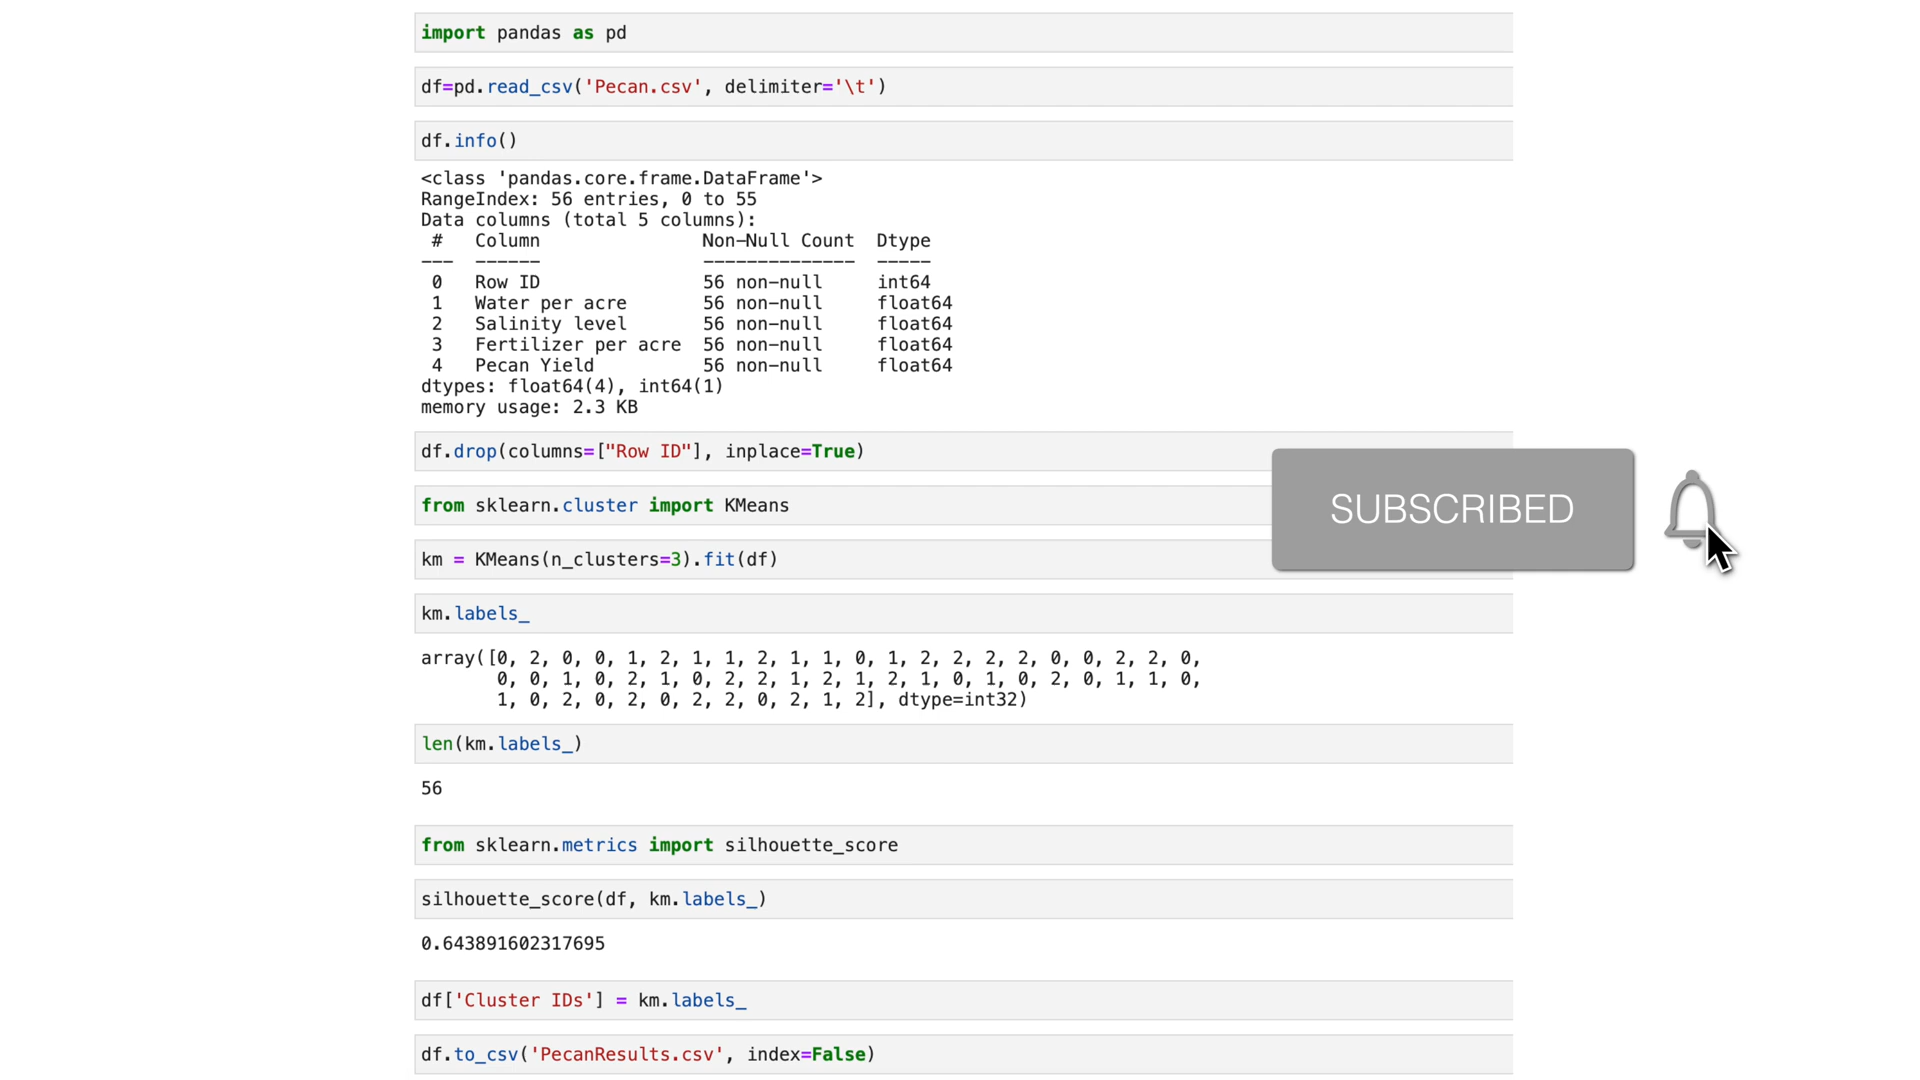 import pandas as pd
df=pd.read_csv('Pecan.csv', delimiter='\t')
df.info()
<class 'pandas.core.frame.DataFrame'>
RangeIndex: 56 entries, 0 to 55
Data columns (total 5 columns):
 #   Column               Non-Null Count  Dtype
---  ------               --------------  -----
 0   Row ID               56 non-null     int64
 1   Water per acre       56 non-null     float64
 2   Salinity level       56 non-null     float64
 3   Fertilizer per acre  56 non-null     float64
 4   Pecan Yield          56 non-null     float64
dtypes: float64(4), int64(1)
memory usage: 2.3 KB
df.drop(columns=["Row ID"], inplace=True)
from sklearn.cluster import KMeans
SUBSCRIBED
km = KMeans(n_clusters=3).fit(df)
km.labels_
array([0, 2, 0, 0, 1, 2, 1, 1, 2, 1, 1, 0, 1, 2, 2, 2, 2, 0, 0, 2, 2, 0,
       0, 0, 1, 0, 2, 1, 0, 2, 2, 1, 2, 1, 2, 1, 0, 1, 0, 2, 0, 1, 1, 0,
       1, 0, 2, 0, 2, 0, 2, 2, 0, 2, 1, 2], dtype=int32)
len(km.labels_)
56
from sklearn.metrics import silhouette_score
silhouette_score(df, km.labels_)
0.643891602317695
df['Cluster IDs'] = km.labels_
df.to_csv('PecanResults.csv', index=False)